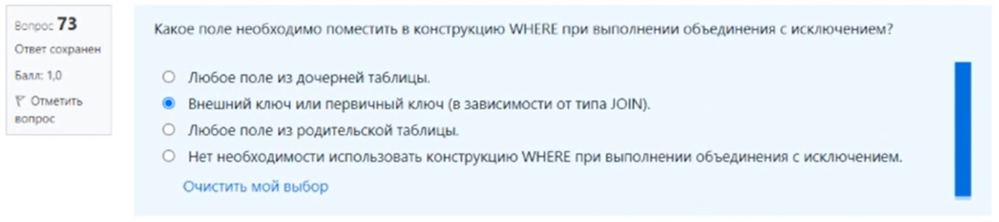 Вопрос 73
Ответ сохранен
Балл: 1,0
Отметить
вопрос
Какое поле необходимо поместить в конструкцию WHERE при выполнении объединения с исключением?
Любое поле из дочерней таблицы.
Внешний ключ или первичный ключ (в зависимости от типа JOIN).
Любое поле из родительской таблицы.
Нет необходимости использовать конструкцию WHERE при выполнении объединения с исключением.
Очистить мой выбор